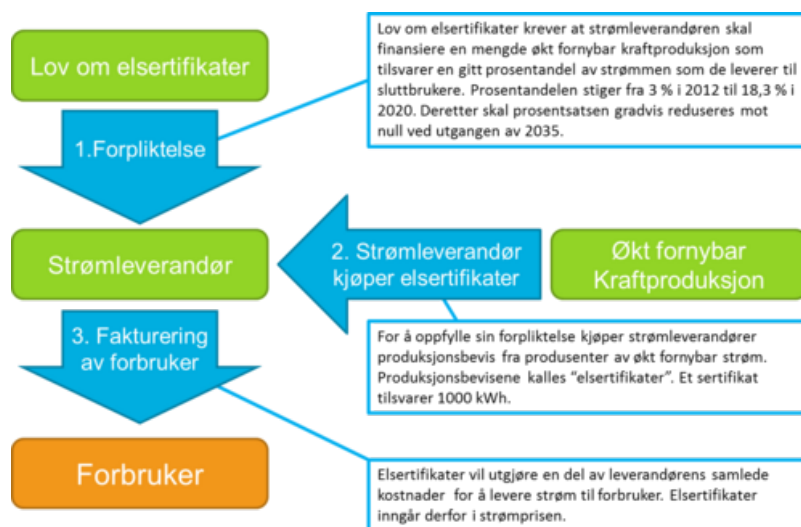 Lov om elsertifikater
Lov om elsertifikater krever at strømleverandøren skal
finansiere en mengde økt fornybar kraftproduksjon som
tilsvarer en gitt prosentandel av strømmen som de leverer til
sluttbrukere. Prosentandelen stiger fra 3 % i 2012 til 18,3 % i
2020. Deretter skal prosentsatsen gradvis reduseres mot
null ved utgangen av 2035.
1.Forpliktelse
Strømleverandør
2. Strømleverandør
kjøper elsertifikater
Økt fornybar
Kraftproduksjon
For å oppfylle sin forpliktelse kjøper strømleverandører
produksjonsbevis fra produsenter av økt fornybar strøm.
Produksjonsbevisene kalles “elsertifikater”. Et sertifikat
tilsvarer 1000 kWh.
3. Fakturering
av forbruker
Forbruker
Elsertifikater vil utgjøre en del av leverandørens samlede
kostnader for å levere strøm til forbruker. Elsertifikater
inngår derfor i strømprisen.